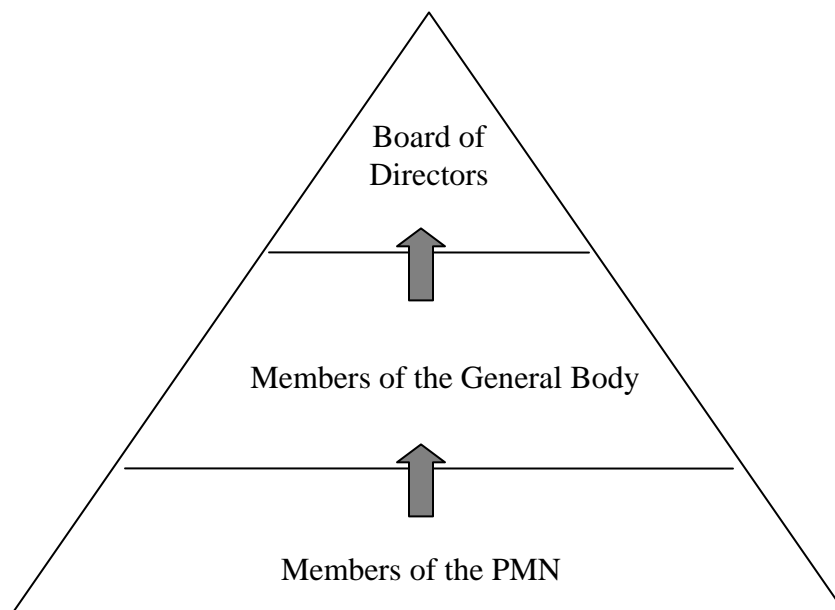 Board of
Directors
Members of the General Body
Members of the PMN